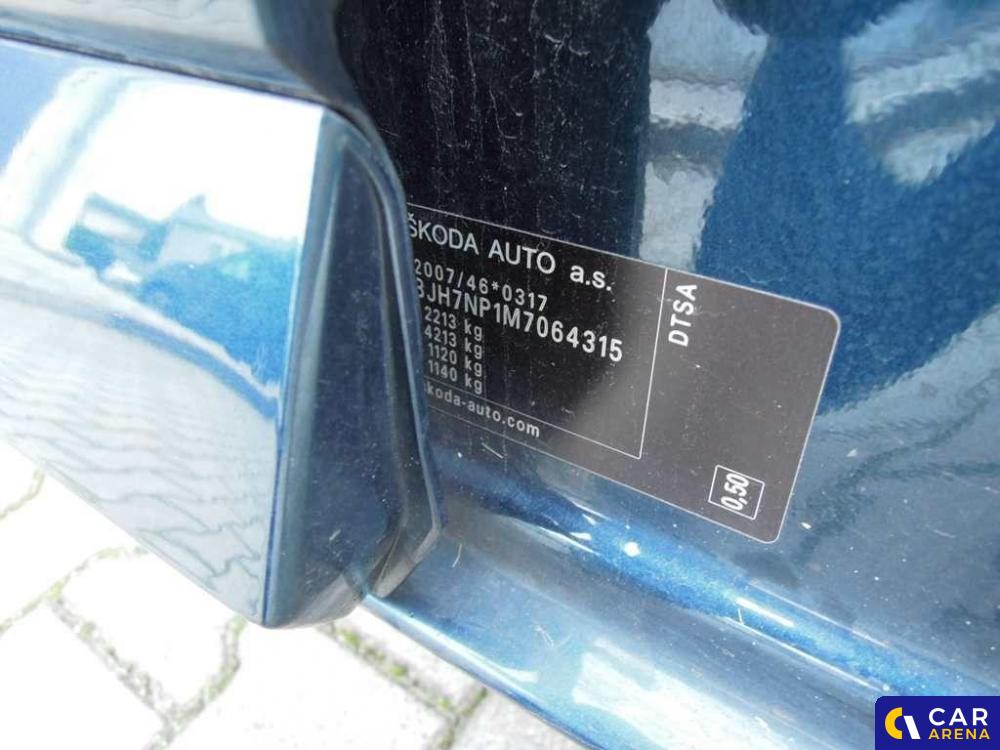 ŠKODA AUTO a.s.
2007/46*0317
JH7NP1M7064315
2213 kg
4213 kg
1120 kg
1140 kg
koda-auto.com
DTSA
0,50
CAR
ARENA